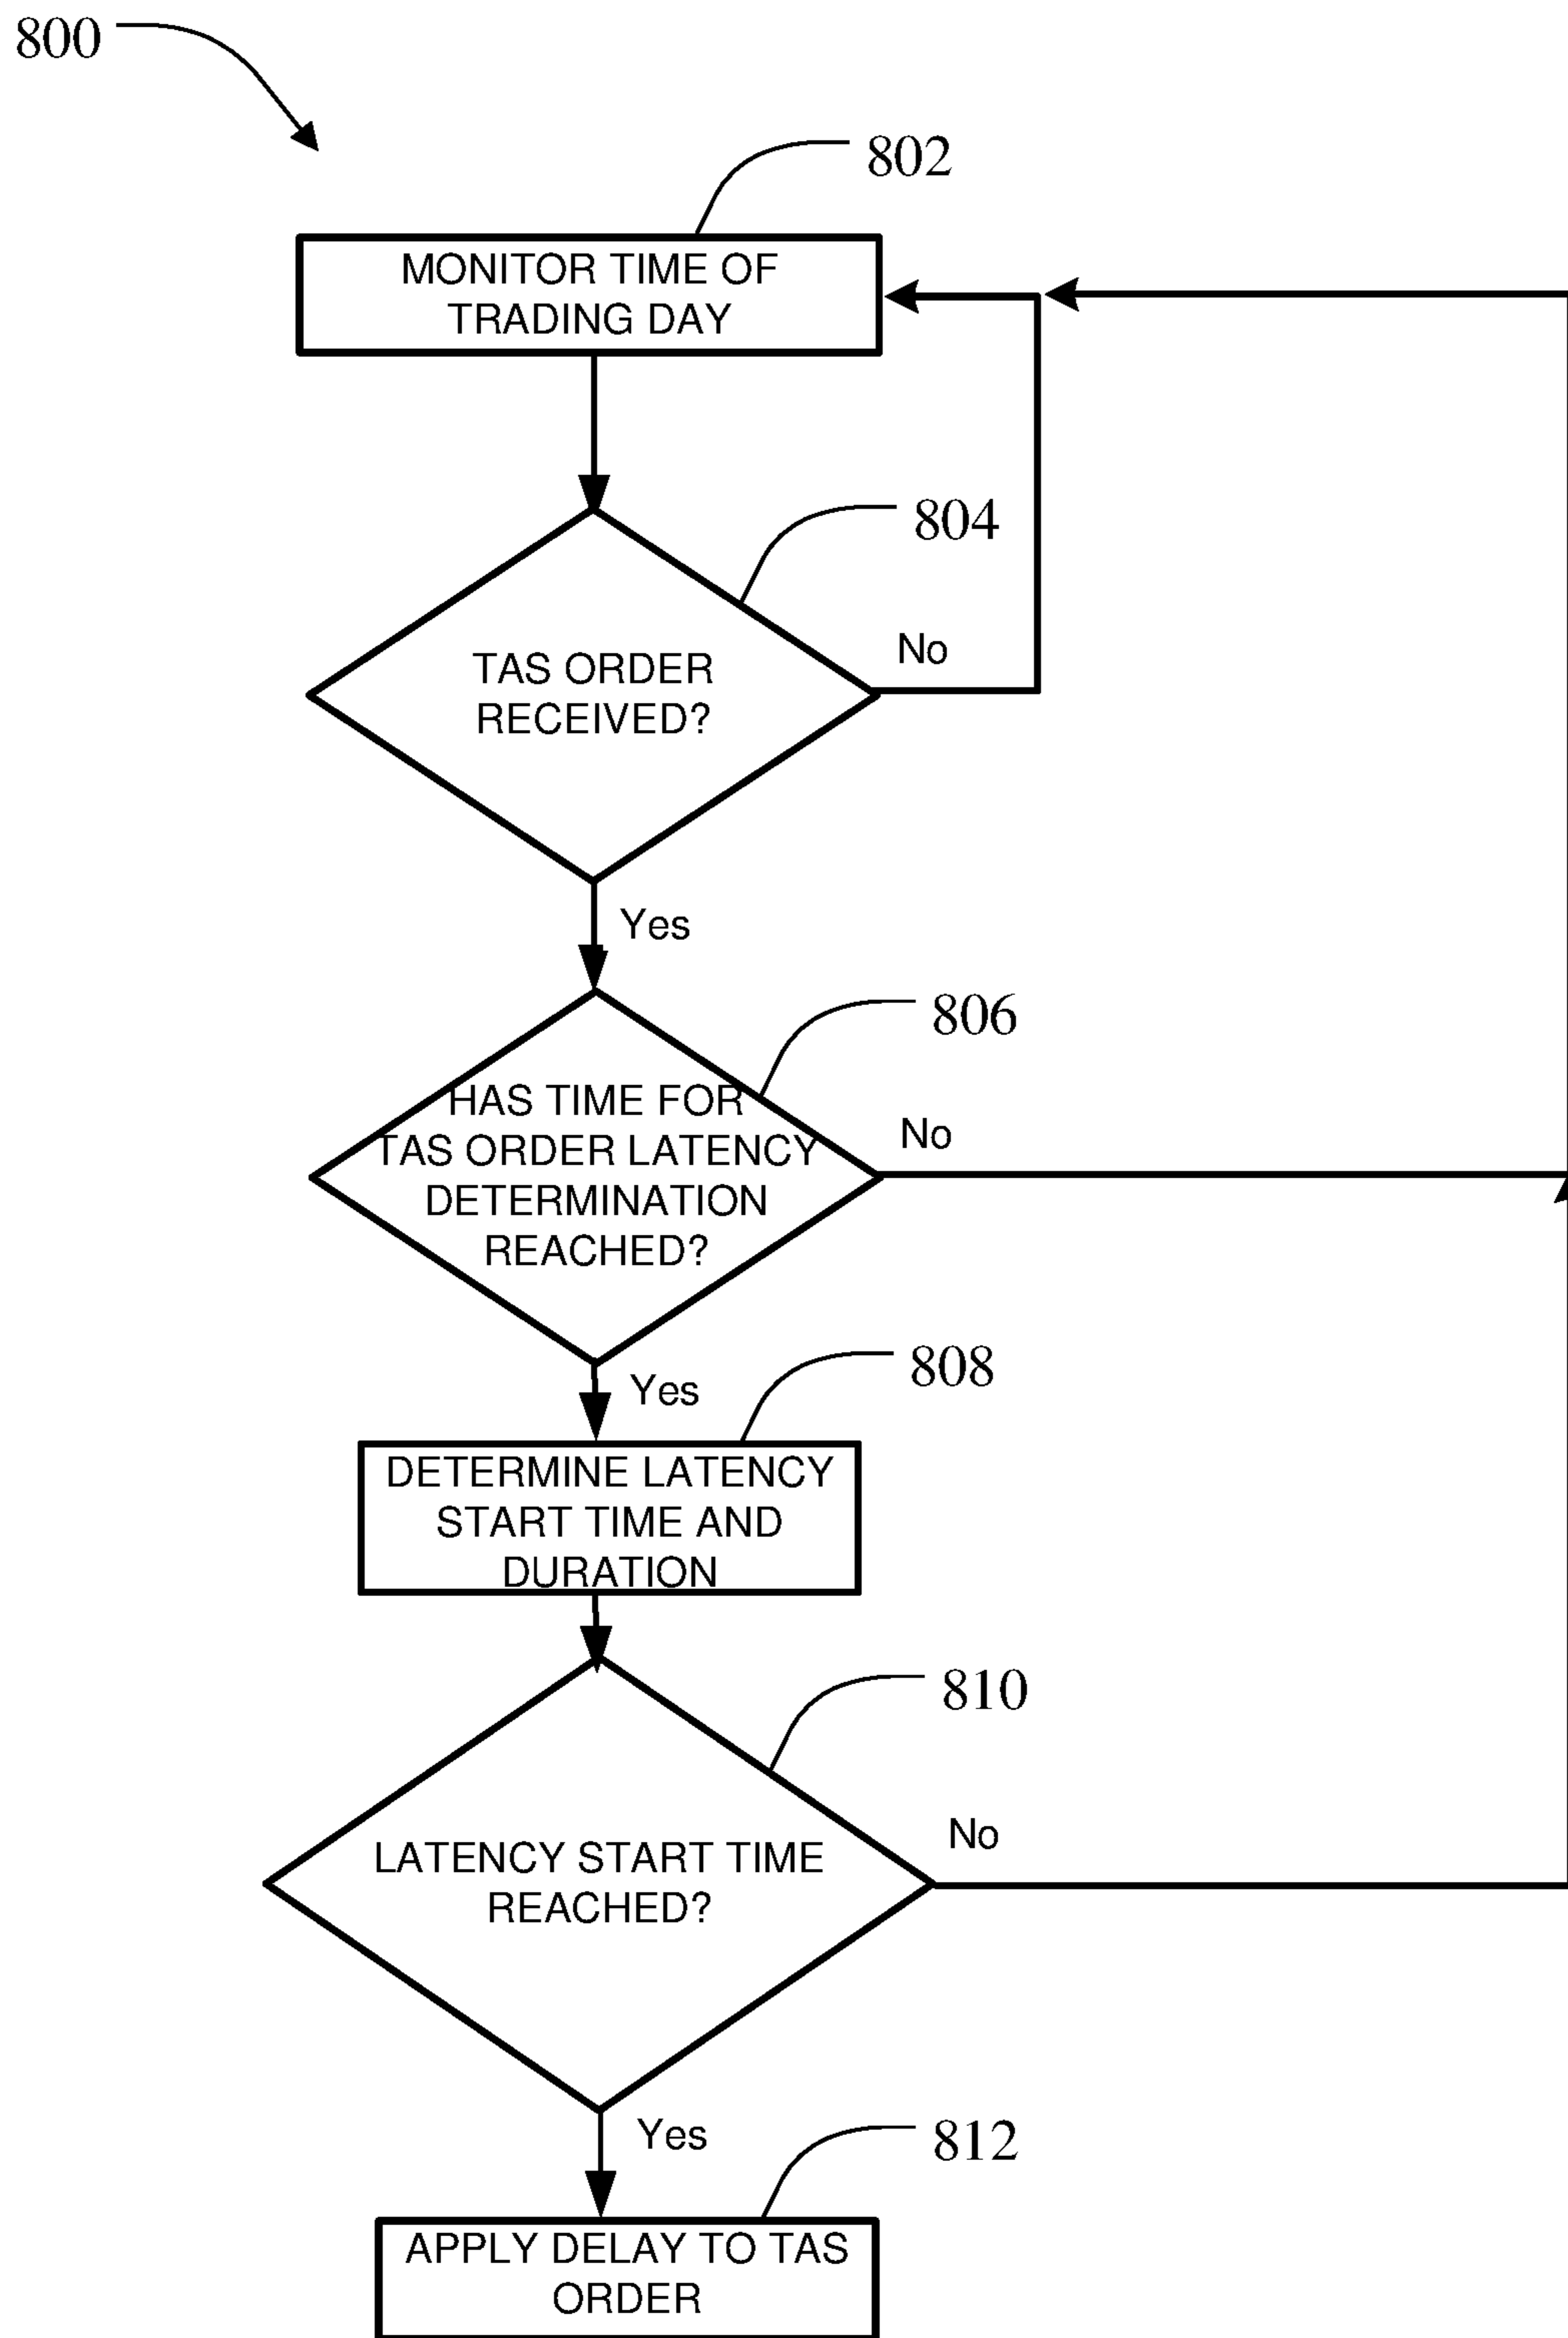 800
802
MONITOR TIME OF
TRADING DAY
804
TAS ORDER
RECEIVED?
No
Yes
806
HAS TIME FOR
TAS ORDER LATENCY
DETERMINATION
REACHED?
No
Yes
808
DETERMINE LATENCY
START TIME AND
DURATION
810
LATENCY START TIME
REACHED?
No
Yes
812
APPLY DELAY TO TAS
ORDER